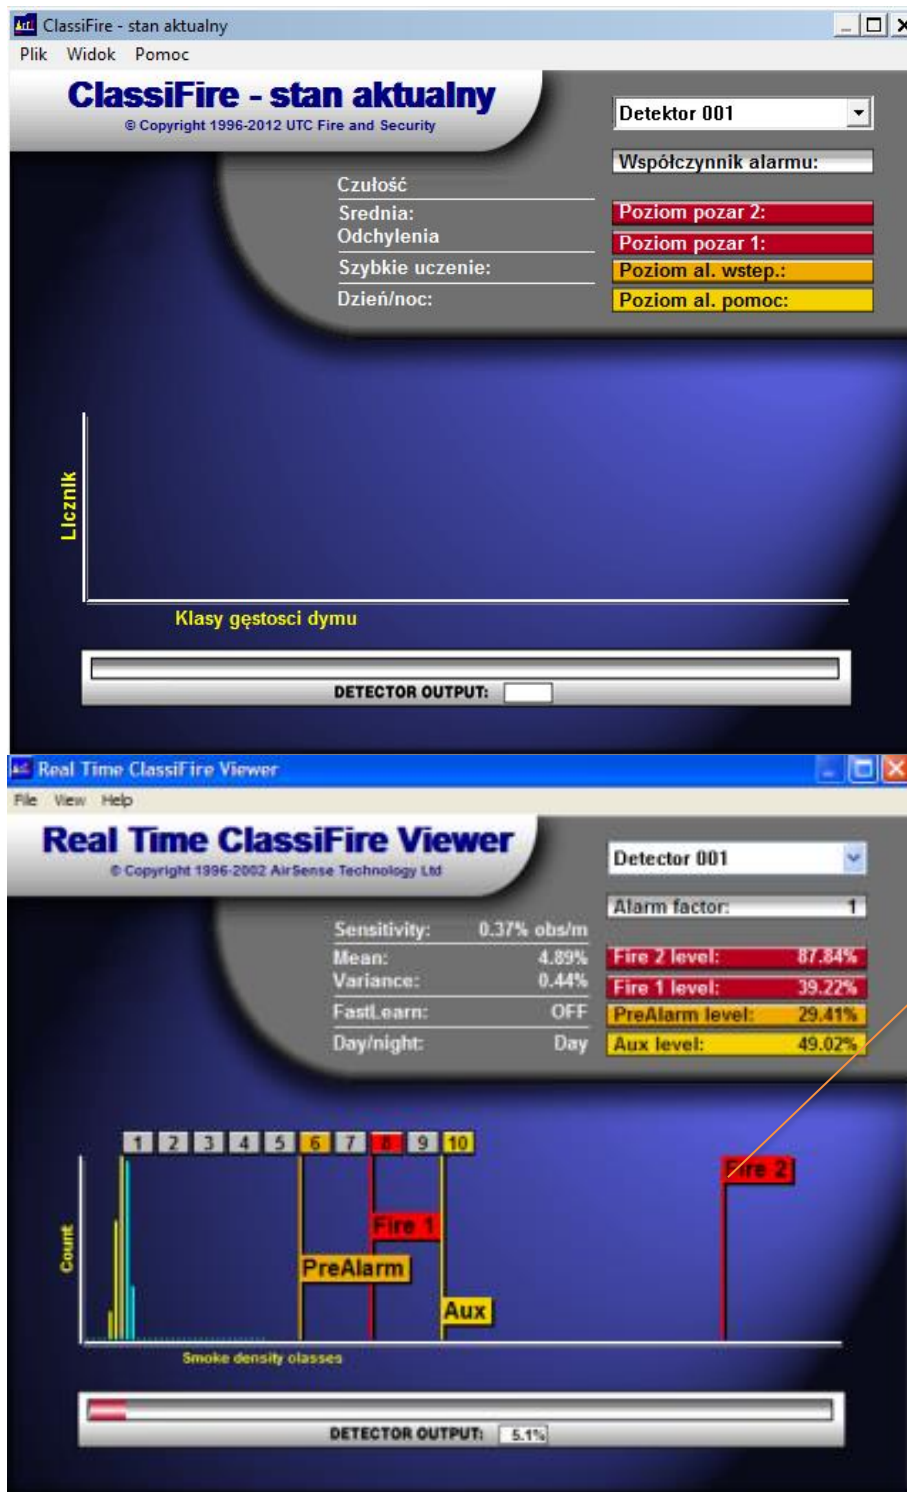 ClassiFire - stan aktualny
Plik Widok Pomoc
ClassiFire - stan aktualny
© Copyright 1996-2012 UTC Fire and Security
Detektor 001
Współczynnik alarmu:
Czułość
Srednia:
Odchylenia
Szybkie uczenie:
Dzień/noc:
Poziom pozar 2:
Poziom pozar 1:
Poziom al. wstep.:
Poziom al. pomoc:
Licznik
Klasy gęstosci dymu
DETECTOR OUTPUT:
Real Time ClassiFire Viewer
File View Help
Real Time ClassiFire Viewer
© Copyright 1996-2002 AirSense Technology Ltd
Detector 001
Alarm factor: 1
Sensitivity: 0.37% obs/m
Mean: 4.89%
Variance: 0.44%
FastLearn: OFF
Day/night: Day
Fire 2 level: 87.84%
Fire 1 level: 39.22%
PreAlarm level: 29.41%
Aux level: 49.02%
1 2 3 4 5 6 7 8 9 10
Fire 2
Fire 1
PreAlarm
Aux
Count
Smoke density classes
DETECTOR OUTPUT: 5.1%